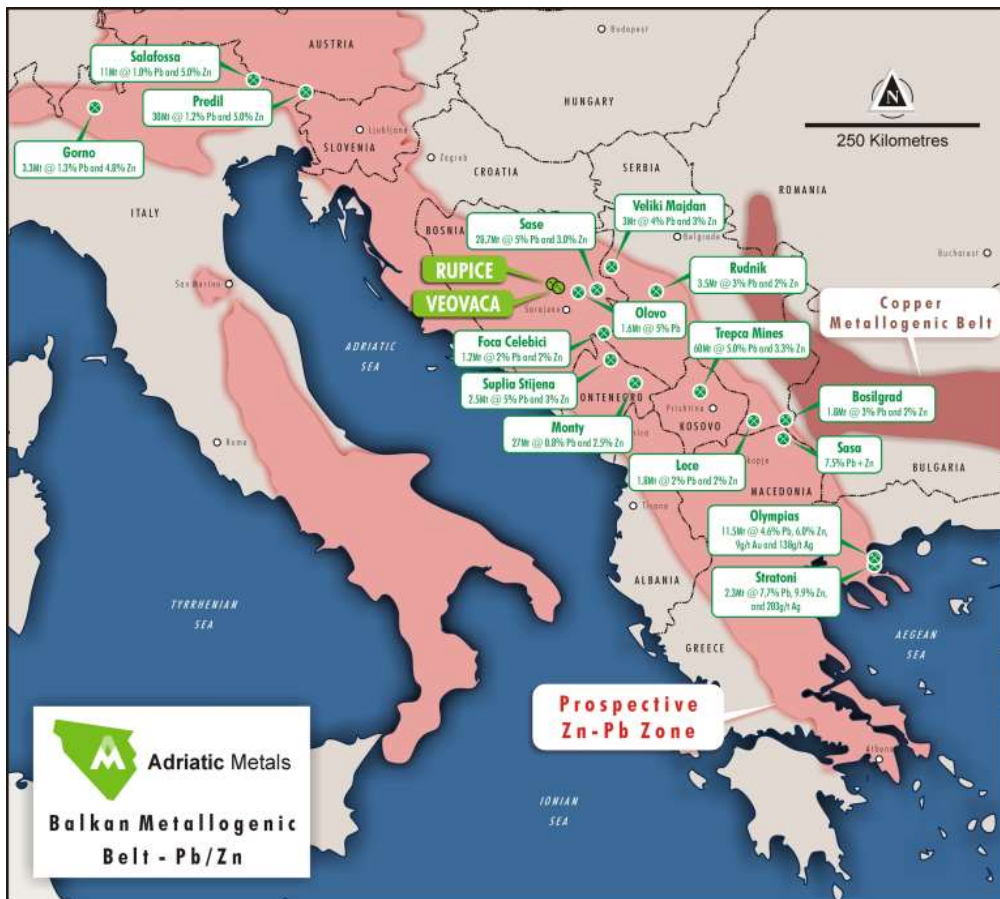 AUSTRIA
Budapest
Salafossa
11Mt @ 1.0% Pb and 5.0% Zn
Predil
38Mt @ 1.2% Pb and 5.0% Zn
HUNGARY
N
250 Kilometres
Ljubljana
SLOVENIA
Gorno
3.3Mt @ 1.3% Pb and 4.8% Zn
Zagreb
CROATIA
SERBIA
ROMANIA
ITALY
Veliki Majdan
3Mt @ 4% Pb and 3% Zn
BOSNIA
Sase
28.7Mt @ 5% Pb and 3.0% Zn
Belgrade
Bucharest
RUPICE
VEOVACA
Rudnik
3.5Mt @ 3% Pb and 2% Zn
San Marino
Sarajevo
Olovo
1.6Mt @ 5% Pb
Copper
Metallogenic Belt
ADRIATIC
SEA
Foca Celebici
1.2Mt @ 2% Pb and 2% Zn
Trepca Mines
60Mt @ 5.0% Pb and 3.3% Zn
Suplia Stijena
2.5Mt @ 5% Pb and 3% Zn
ONTENEGRO
Prishtina
KOSOVO
Bosilgrad
1.8Mt @ 3% Pb and 2% Zn
Monty
27Mt @ 0.8% Pb and 2.5% Zn
Roma
Sasa
7.5% Pb + Zn
Lece
1.8Mt @ 2% Pb and 2% Zn
kopje
BULGARIA
MACEDONIA
Tirana
Olympias
11.5Mt @ 4.6% Pb, 6.0% Zn,
9g/t Au and 138g/t Ag
ALBANIA
Stratoni
2.3Mt @ 7.7% Pb, 9.9% Zn,
and 203g/t Ag
TYRRHENIAN
SEA
AEGEAN
SEA
GREECE
Prospective
Zn-Pb Zone
Athens
IONIAN
SEA
M
Adriatic Metals
Balkan Metallogenic
Belt - Pb/Zn